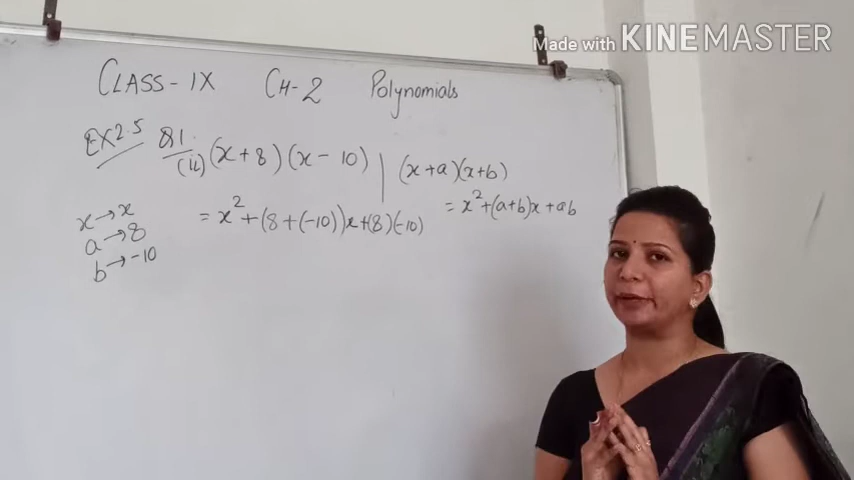 Made with KINEMASTER
CLASS-IX CH-2 Polynomials
EX 2.5 Q1.
(ii) (x+8)(x-10) | (x+a)(x+b)
= x²+(8+(-10))x+(8)(-10) = x²+(a+b)x+ab
x→x
a→8
b→-10